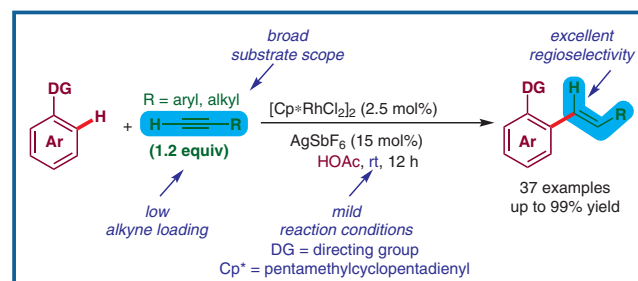 broad
substrate scope
excellent
regioselectivity
DG
H
Ar
+
R = aryl, alkyl
H R
(1.2 equiv)
[Cp*RhCl2]2 (2.5 mol%)
AgSbF6 (15 mol%)
HOAc, rt, 12 h
DG
H
R
Ar
37 examples
up to 99% yield
low
alkyne loading
mild
reaction conditions
DG = directing group
Cp* = pentamethylcyclopentadienyl